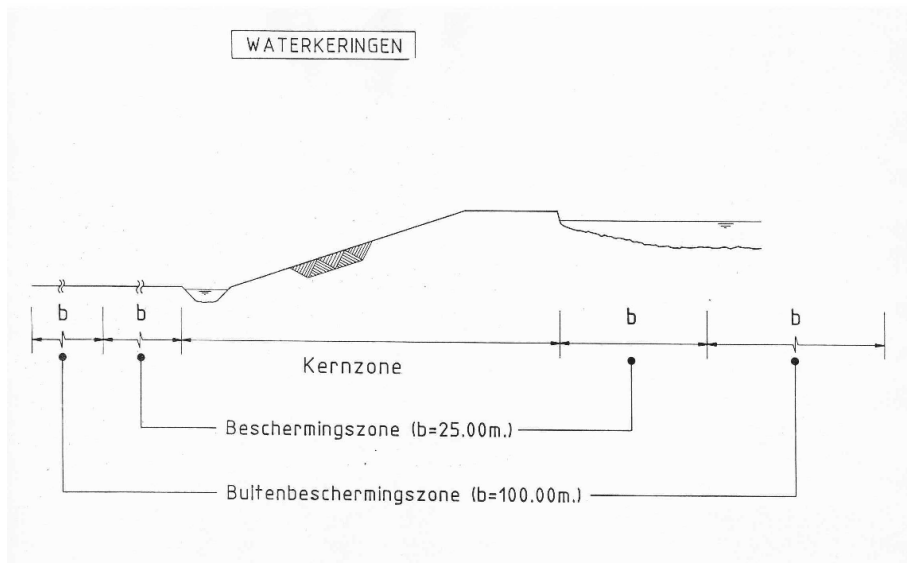 WATERKERINGEN
b
b
b
b
Kernzone
Beschermingszone (b=25.00m.)
Buitenbeschermingszone (b=100.00m.)